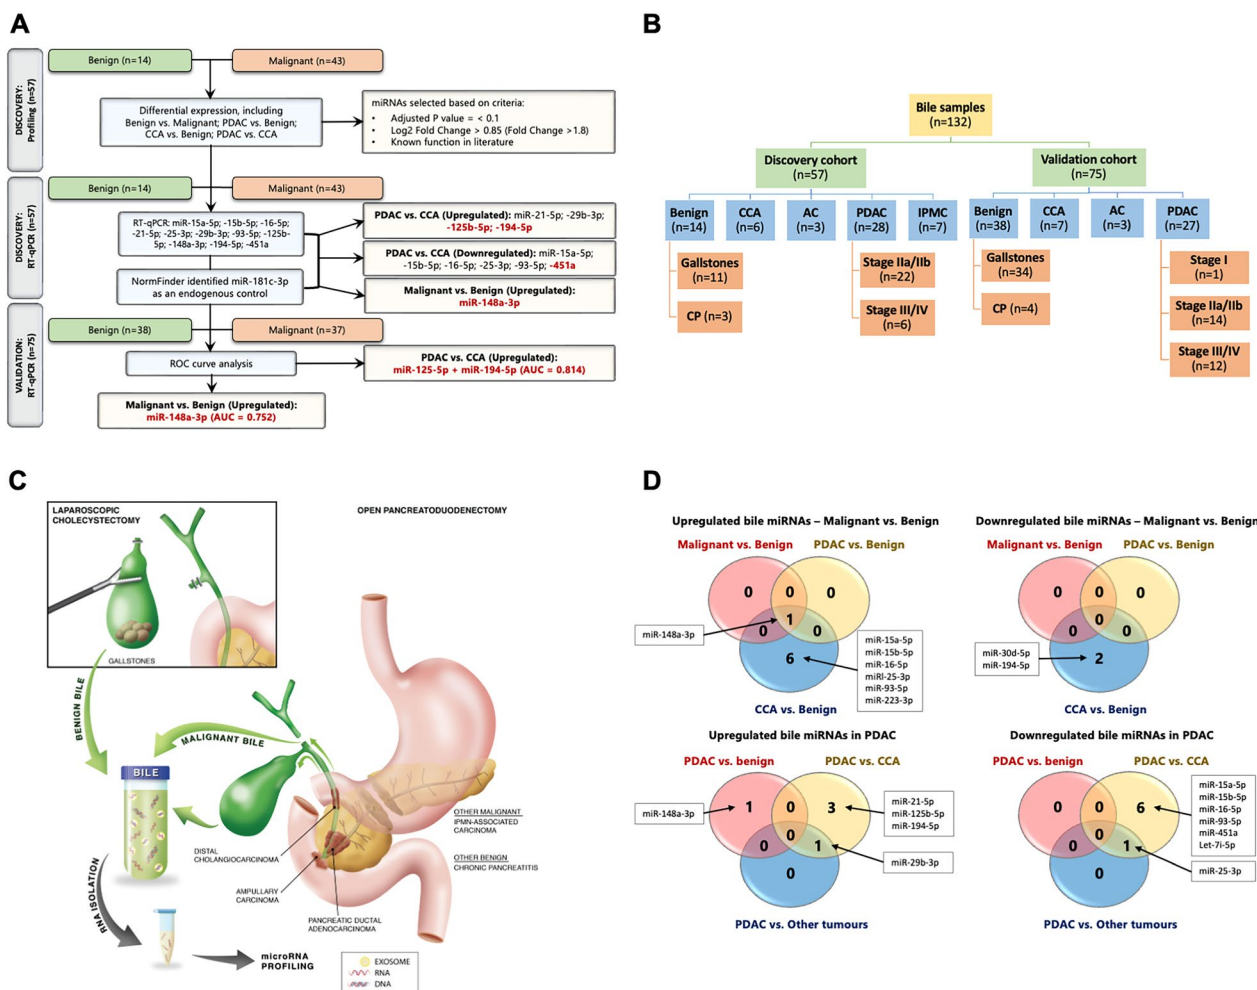 A
DISCOVERY:
Profiling (n=57)
Benign (n=14)
Malignant (n=43)
Differential expression, including
Benign vs. Malignant; PDAC vs. Benign;
CCA vs. Benign; PDAC vs. CCA
miRNAs selected based on criteria:
• Adjusted P value = < 0.1
• Log2 Fold Change > 0.85 (Fold Change >1.8)
• Known function in literature
DISCOVERY:
RT-qPCR (n=57)
Benign (n=14)
Malignant (n=43)
RT-qPCR: miR-15a-5p; -15b-5p; -16-5p;
-21-5p; -25-3p; -29b-3p; -93-5p; -125b-
5p; -148a-3p; -194-5p; -451a
NormFinder identified miR-181c-3p
as an endogenous control
PDAC vs. CCA (Upregulated): miR-21-5p; -29b-3p;
-125b-5p; -194-5p
PDAC vs. CCA (Downregulated): miR-15a-5p;
-15b-5p; -16-5p; -25-3p; -93-5p; -451a
Malignant vs. Benign (Upregulated):
miR-148a-3p
VALIDATION:
RT-qPCR (n=75)
Benign (n=38)
Malignant (n=37)
ROC curve analysis
PDAC vs. CCA (Upregulated):
miR-125-5p + miR-194-5p (AUC = 0.814)
Malignant vs. Benign (Upregulated):
miR-148a-3p (AUC = 0.752)
B
Bile samples
(n=132)
Discovery cohort
(n=57)
Validation cohort
(n=75)
Benign
(n=14)
CCA
(n=6)
AC
(n=3)
PDAC
(n=28)
IPMC
(n=7)
Benign
(n=38)
CCA
(n=7)
AC
(n=3)
PDAC
(n=27)
Gallstones
(n=11)
CP (n=3)
Stage IIa/IIb
(n=22)
Stage III/IV
(n=6)
Gallstones
(n=34)
CP (n=4)
Stage I
(n=1)
Stage IIa/IIb
(n=14)
Stage III/IV
(n=12)
C
LAPAROSCOPIC
CHOLECYSTECTOMY
GALLSTONES
OPEN PANCREATODUODENECTOMY
BENIGN BILE
MALIGNANT BILE
BILE
RNA ISOLATION
DISTAL
CHOLANGIOCARCINOMA
AMPULLARY
CARCINOMA
PANCREATIC DUCTAL
ADENOCARCINOMA
OTHER MALIGNANT
IPMN-ASSOCIATED
CARCINOMA
OTHER BENIGN
CHRONIC PANCREATITIS
microRNA
PROFILING
EXOSOME
RNA
DNA
D
Upregulated bile miRNAs – Malignant vs. Benign
Malignant vs. Benign
PDAC vs. Benign
0
0
0
1
0
0
6
miR-148a-3p
miR-15a-5p
miR-15b-5p
miR-16-5p
miRI-25-3p
miR-93-5p
miR-223-3p
CCA vs. Benign
Downregulated bile miRNAs – Malignant vs. Benign
Malignant vs. Benign
PDAC vs. Benign
0
0
0
0
0
0
2
miR-30d-5p
miR-194-5p
CCA vs. Benign
Upregulated bile miRNAs in PDAC
PDAC vs. benign
PDAC vs. CCA
miR-148a-3p
1
0
3
0
0
1
0
miR-21-5p
miR-125b-5p
miR-194-5p
miR-29b-3p
PDAC vs. Other tumours
Downregulated bile miRNAs in PDAC
PDAC vs. benign
PDAC vs. CCA
0
0
6
0
0
1
0
miR-15a-5p
miR-15b-5p
miR-16-5p
miR-93-5p
miR-451a
Let-7i-5p
miR-25-3p
PDAC vs. Other tumours